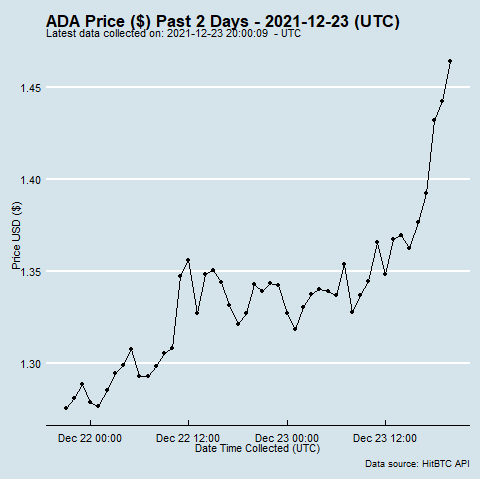 ADA Price ($) Past 2 Days - 2021-12-23 (UTC)
Latest data collected on: 2021-12-23 20:00:09  - UTC
1.45
1.40
1.35
1.30
Price USD ($)
Dec 22 00:00 Dec 22 12:00 Dec 23 00:00 Dec 23 12:00
Date Time Collected (UTC)
Data source: HitBTC API